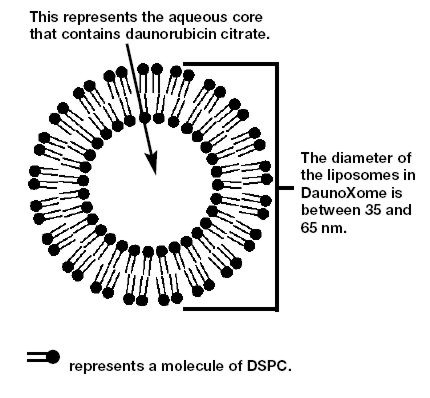 This represents the aqueous core
that contains daunorubicin citrate.
The diameter of
the liposomes in
DaunoXome is
between 35 and
65 nm.
represents a molecule of DSPC.